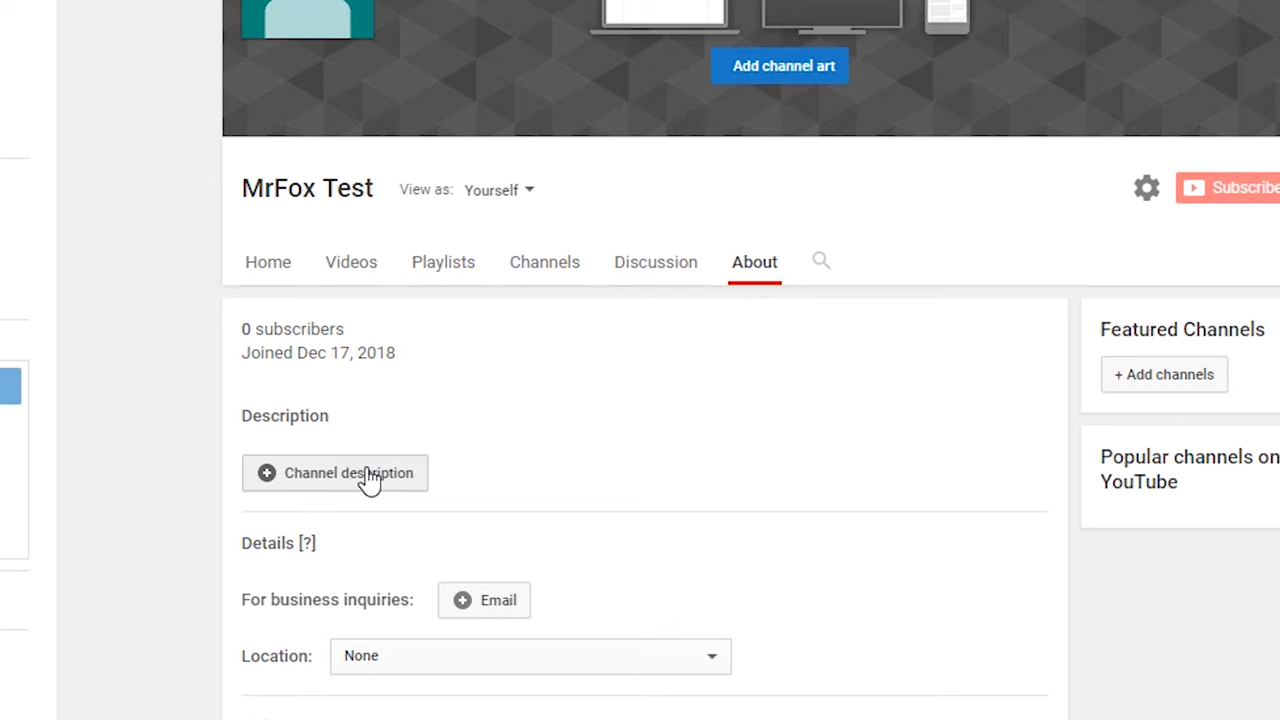 Add channel art
MrFox Test
View as: Yourself
Subscribe
Home Videos Playlists Channels Discussion About
0 subscribers
Joined Dec 17, 2018
Description
Channel description
Details [?]
For business inquiries: Email
Location: None
Featured Channels
+ Add channels
Popular channels on
YouTube